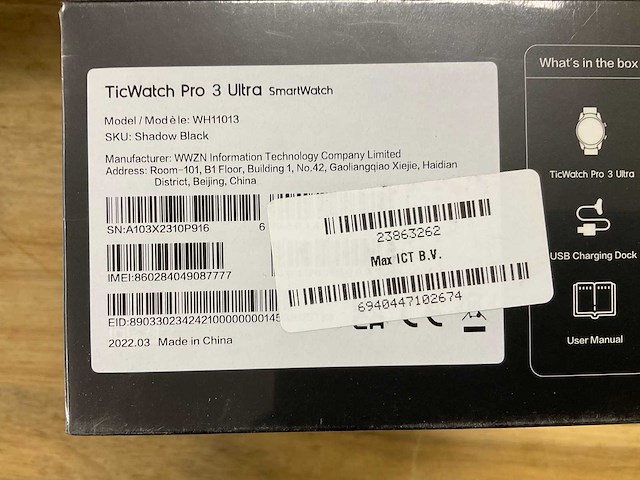 TicWatch Pro 3 Ultra SmartWatch
Model / Modèle: WH11013
SKU: Shadow Black
Manufacturer: WWZN Information Technology Company Limited
Address: Room-101, B1 Floor, Building 1, No.42, Gaoliangqiao Xiejie, Haidian
District, Beijing, China
SN:A103X2310P916
6
IMEI:860284049087777
EID:8903302342421000000014
2022.03 Made in China
23863262
Max ICT B.V.
6940447102674
What's in the box
TicWatch Pro 3 Ultra
USB Charging Dock
User Manual